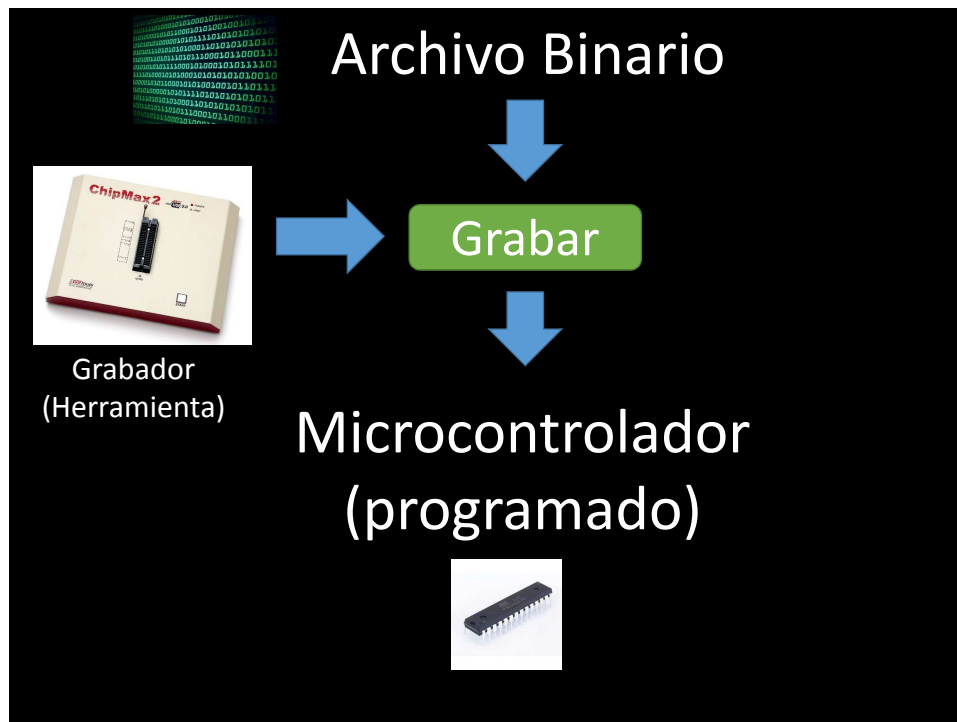 Archivo Binario
ChipMax2
Grabar
Grabador
(Herramienta)
Microcontrolador
(programado)